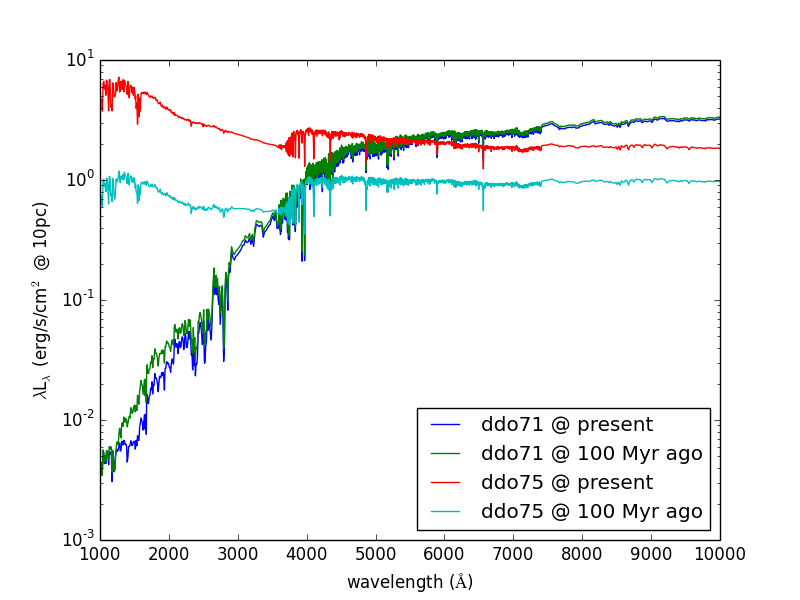 10¹
10⁰
10⁻¹
10⁻²
10⁻³
λL_λ (erg/s/cm² @ 10pc)
ddo71 @ present
ddo71 @ 100 Myr ago
ddo75 @ present
ddo75 @ 100 Myr ago
1000 2000 3000 4000 5000 6000 7000 8000 9000 10000
wavelength (Å)